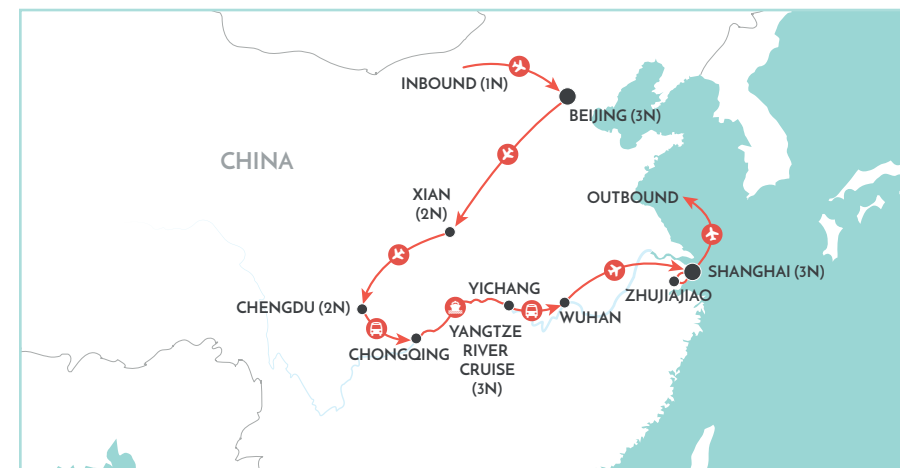 INBOUND (1N)
BEIJING (3N)
CHINA
XIAN
(2N)
OUTBOUND
SHANGHAI (3N)
ZHUJIAJIAO
YICHANG
CHENGDU (2N)
WUHAN
CHONGQING
YANGTZE
RIVER
CRUISE
(3N)